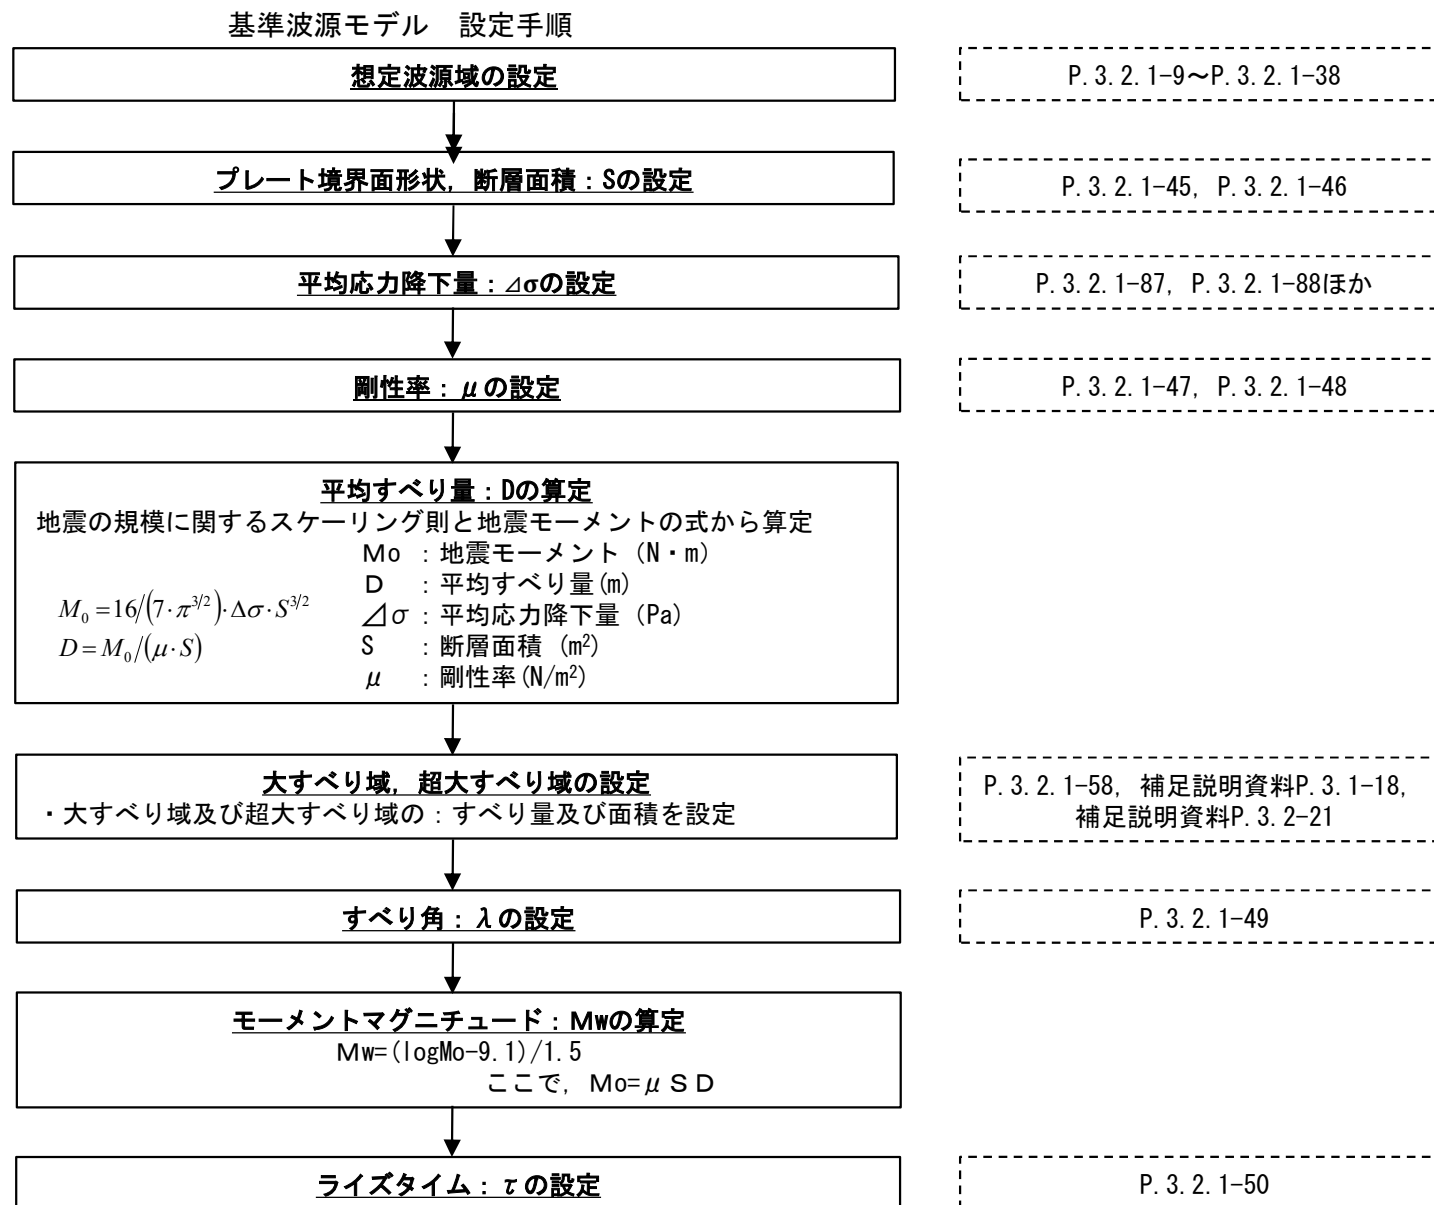 基準波源モデル　設定手順
想定波源域の設定
P.3.2.1-9～P.3.2.1-38
プレート境界面形状，断層面積：Sの設定
P.3.2.1-45，P.3.2.1-46
平均応力降下量：⊿σの設定
P.3.2.1-87，P.3.2.1-88ほか
剛性率：μの設定
P.3.2.1-47，P.3.2.1-48
平均すべり量：Dの算定
地震の規模に関するスケーリング則と地震モーメントの式から算定
Mo ：地震モーメント（N・m）
D ：平均すべり量(m)
M₀=16/(7・π^{3/2})・Δσ・S^{3/2}
⊿σ：平均応力降下量（Pa）
D=M₀/(μ・S)
S ：断層面積（m²）
μ ：剛性率(N/m²)
大すべり域，超大すべり域の設定
・大すべり域及び超大すべり域の：すべり量及び面積を設定
P.3.2.1-58，補足説明資料P.3.1-18，
補足説明資料P.3.2-21
すべり角：λの設定
P.3.2.1-49
モーメントマグニチュード：Mwの算定
Mw=(logMo-9.1)/1.5
ここで，Mo=μSD
ライズタイム：τの設定
P.3.2.1-50